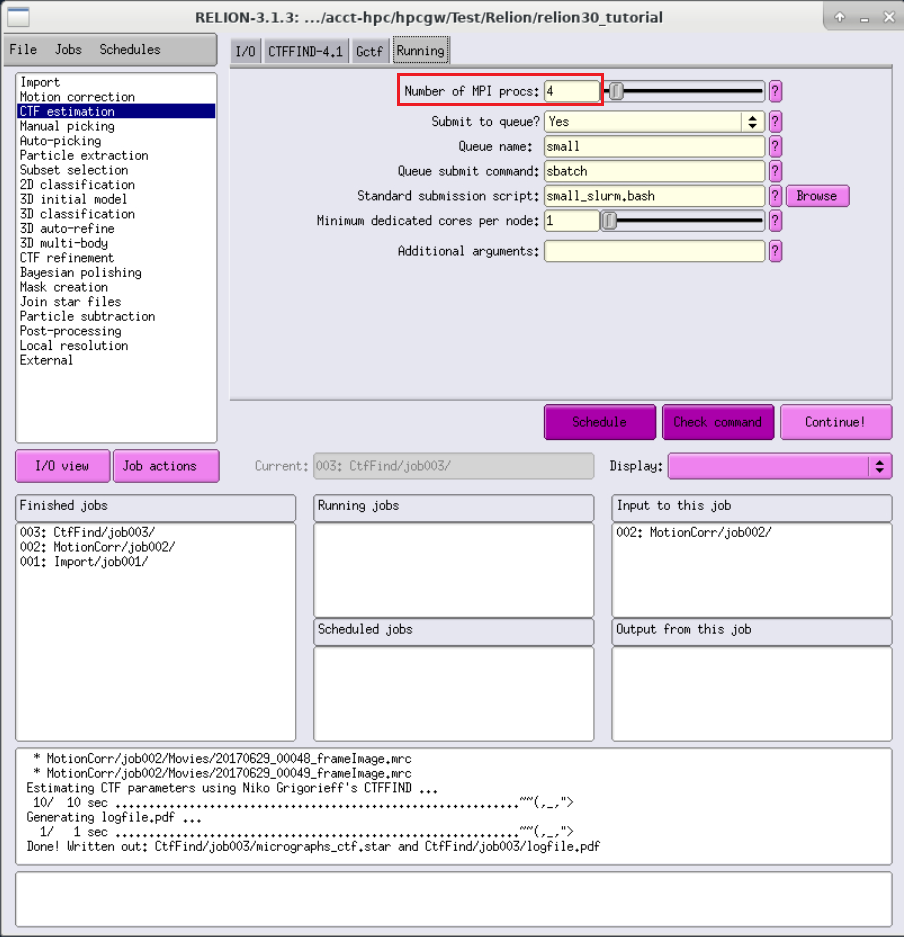 RELION-3.1.3: .../acct-hpc/hpcgw/Test/Relion/relion30_tutorial
File Jobs Schedules
I/O CTFFIND-4.1 Gctf Running
Import
Motion correction
CTF estimation
Manual picking
Auto-picking
Particle extraction
Subset selection
2D classification
3D initial model
3D classification
3D auto-refine
3D multi-body
CTF refinement
Bayesian polishing
Mask creation
Join star files
Particle subtraction
Post-processing
Local resolution
External
Number of MPI procs: 4 ?
Submit to queue? Yes ?
Queue name: small ?
Queue submit command: sbatch ?
Standard submission script: small_slurm.bash ? Browse
Minimum dedicated cores per node: 1 ?
Additional arguments: ?
Schedule Check command Continue!
I/O view Job actions Current: 003: CtfFind/job003/ Display:
Finished jobs
003: CtfFind/job003/
002: MotionCorr/job002/
001: Import/job001/
Running jobs
Scheduled jobs
Input to this job
002: MotionCorr/job002/
Output from this job
* MotionCorr/job002/Movies/20170629_00048_frameImage.mrc
* MotionCorr/job002/Movies/20170629_00049_frameImage.mrc
Estimating CTF parameters using Niko Grigorieff's CTFFIND ...
10/ 10 sec ............................................................~~(,_,">
Generating logfile.pdf ...
1/ 1 sec ............................................................~~(,_,">
Done! Written out: CtfFind/job003/micrographs_ctf.star and CtfFind/job003/logfile.pdf